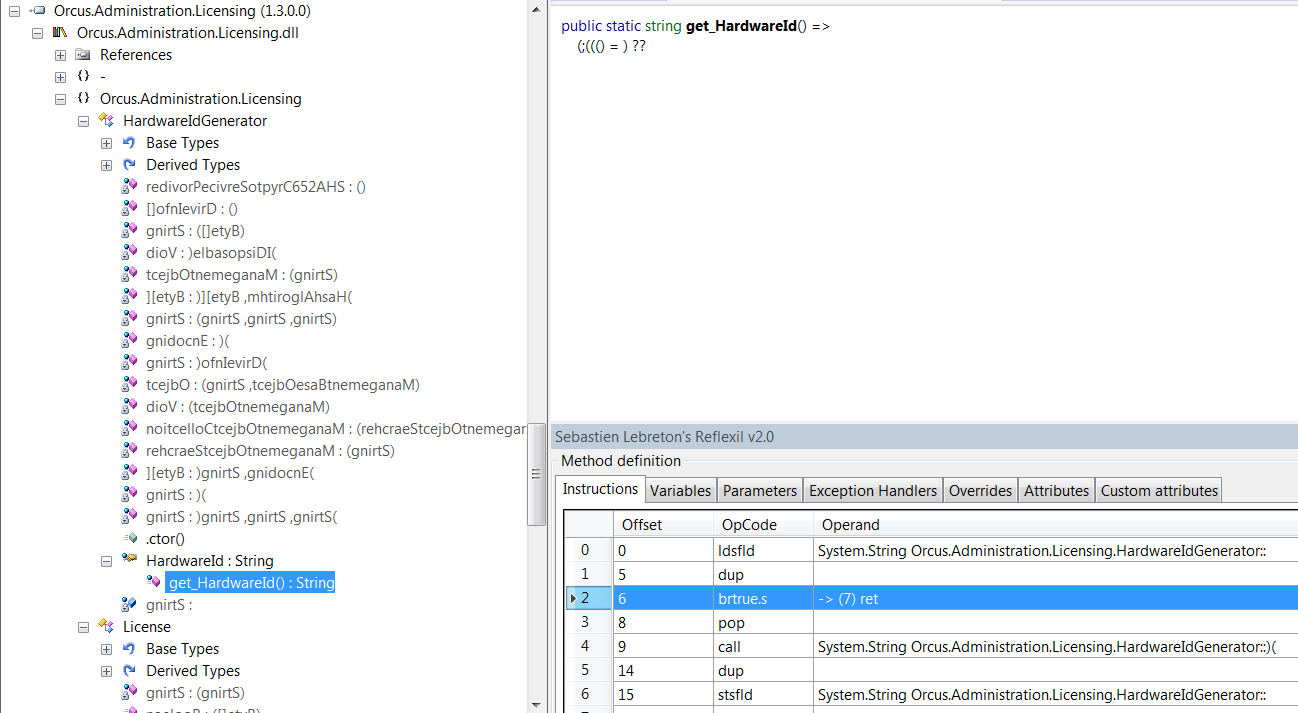 Orcus.Administration.Licensing (1.3.0.0)
Orcus.Administration.Licensing.dll
References
{} -
{} Orcus.Administration.Licensing
HardwareIdGenerator
Base Types
Derived Types
redivorPecivreSotpyrC652AHS : ()
[]ofnIevirD : ()
gnirtS : ([]etyB)
dioV : )elbasopsiDI(
tcejbOtnemeganaM : (gnirtS)
][etyB : )][etyB ,mhtiroglAhsaH(
gnirtS : (gnirtS ,gnirtS ,gnirtS)
gnidocnE : )(
gnirtS : )ofnIevirD(
tcejbO : (gnirtS ,tcejbOesaBtnemeganaM)
dioV : (tcejbOtnemeganaM)
noitcelloCtcejbOtnemeganaM : (rehcraeStcejbOtnemegar
rehcraeStcejbOtnemeganaM : (gnirtS)
][etyB : )gnirtS ,gnidocnE(
gnirtS : )(
gnirtS : )gnirtS ,gnirtS ,gnirtS(
.ctor()
HardwareId : String
get_HardwareId() : String
gnirtS :
License
Base Types
Derived Types
gnirtS : (gnirtS)
public static string get_HardwareId() =>
(;((() = ) ??
Sebastien Lebreton's Reflexil v2.0
Method definition
Instructions Variables Parameters Exception Handlers Overrides Attributes Custom attributes
Offset OpCode Operand
0 0 ldsfld System.String Orcus.Administration.Licensing.HardwareIdGenerator::
1 5 dup
2 6 brtrue.s -> (7) ret
3 8 pop
4 9 call System.String Orcus.Administration.Licensing.HardwareIdGenerator::)(
5 14 dup
6 15 stsfld System.String Orcus.Administration.Licensing.HardwareIdGenerator::